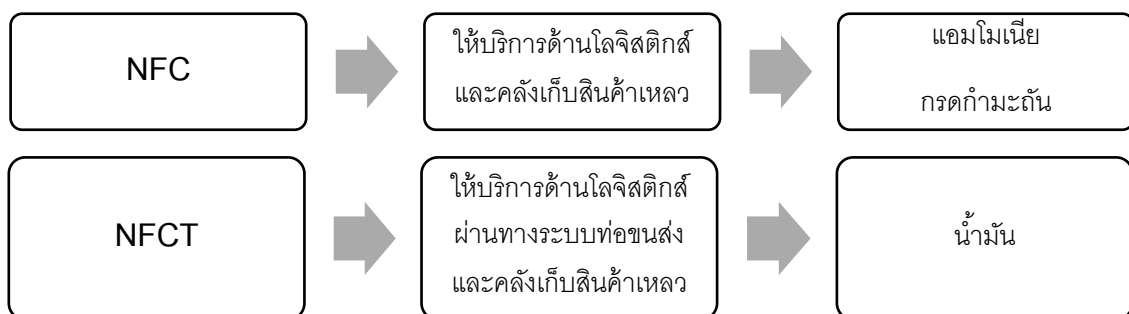 NFC
ให้บริการด้านโลจิสติกส์
และคลังเก็บสินค้าเหลว
แอมโมเนีย
กรดกำมะถัน
NFCT
ให้บริการด้านโลจิสติกส์
ผ่านทางระบบท่อขนส่ง
และคลังเก็บสินค้าเหลว
น้ำมัน